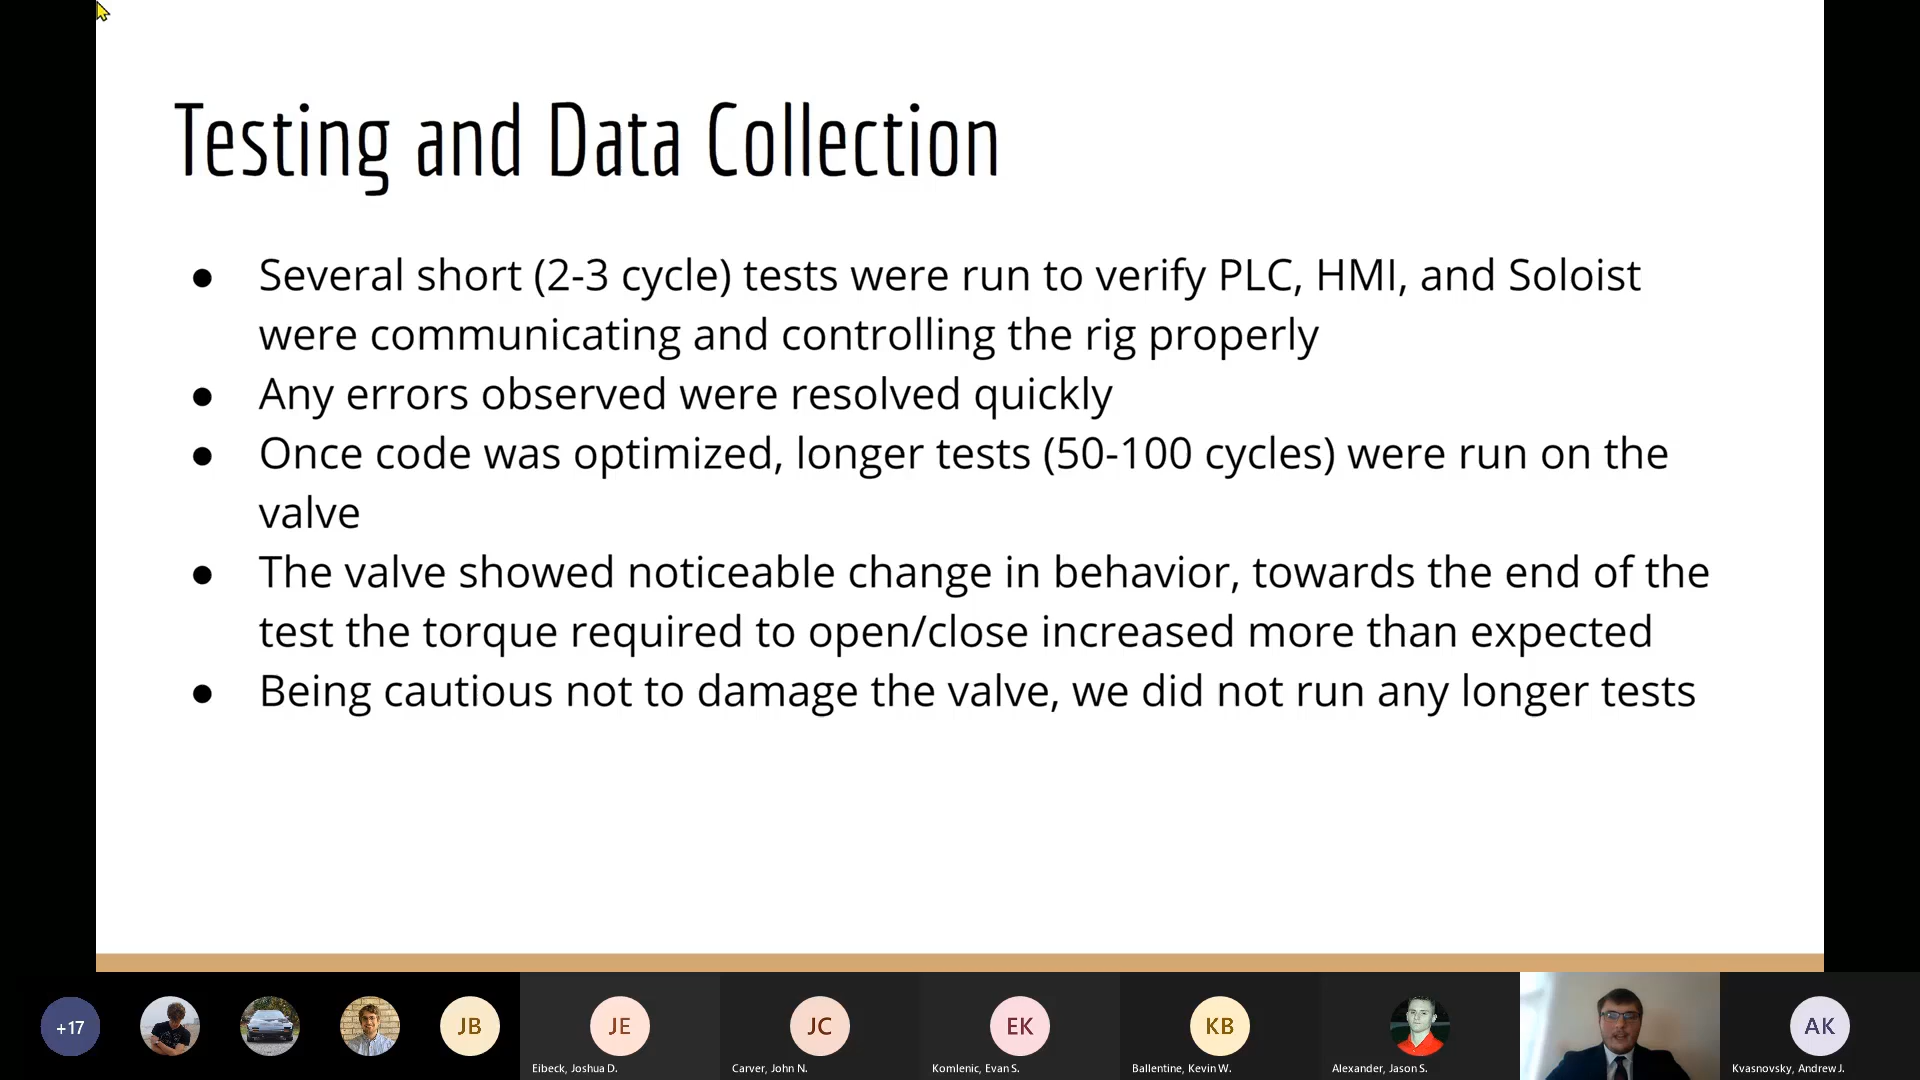 Testing and Data Collection
● Several short (2-3 cycle) tests were run to verify PLC, HMI, and Soloist
were communicating and controlling the rig properly
● Any errors observed were resolved quickly
● Once code was optimized, longer tests (50-100 cycles) were run on the
valve
● The valve showed noticeable change in behavior, towards the end of the
test the torque required to open/close increased more than expected
● Being cautious not to damage the valve, we did not run any longer tests
+17
JB
JE
JC
EK
KB
AK
Eibeck, Joshua D.
Carver, John N.
Komlenic, Evan S.
Ballentine, Kevin W.
Alexander, Jason S.
Kvasnovsky, Andrew J.